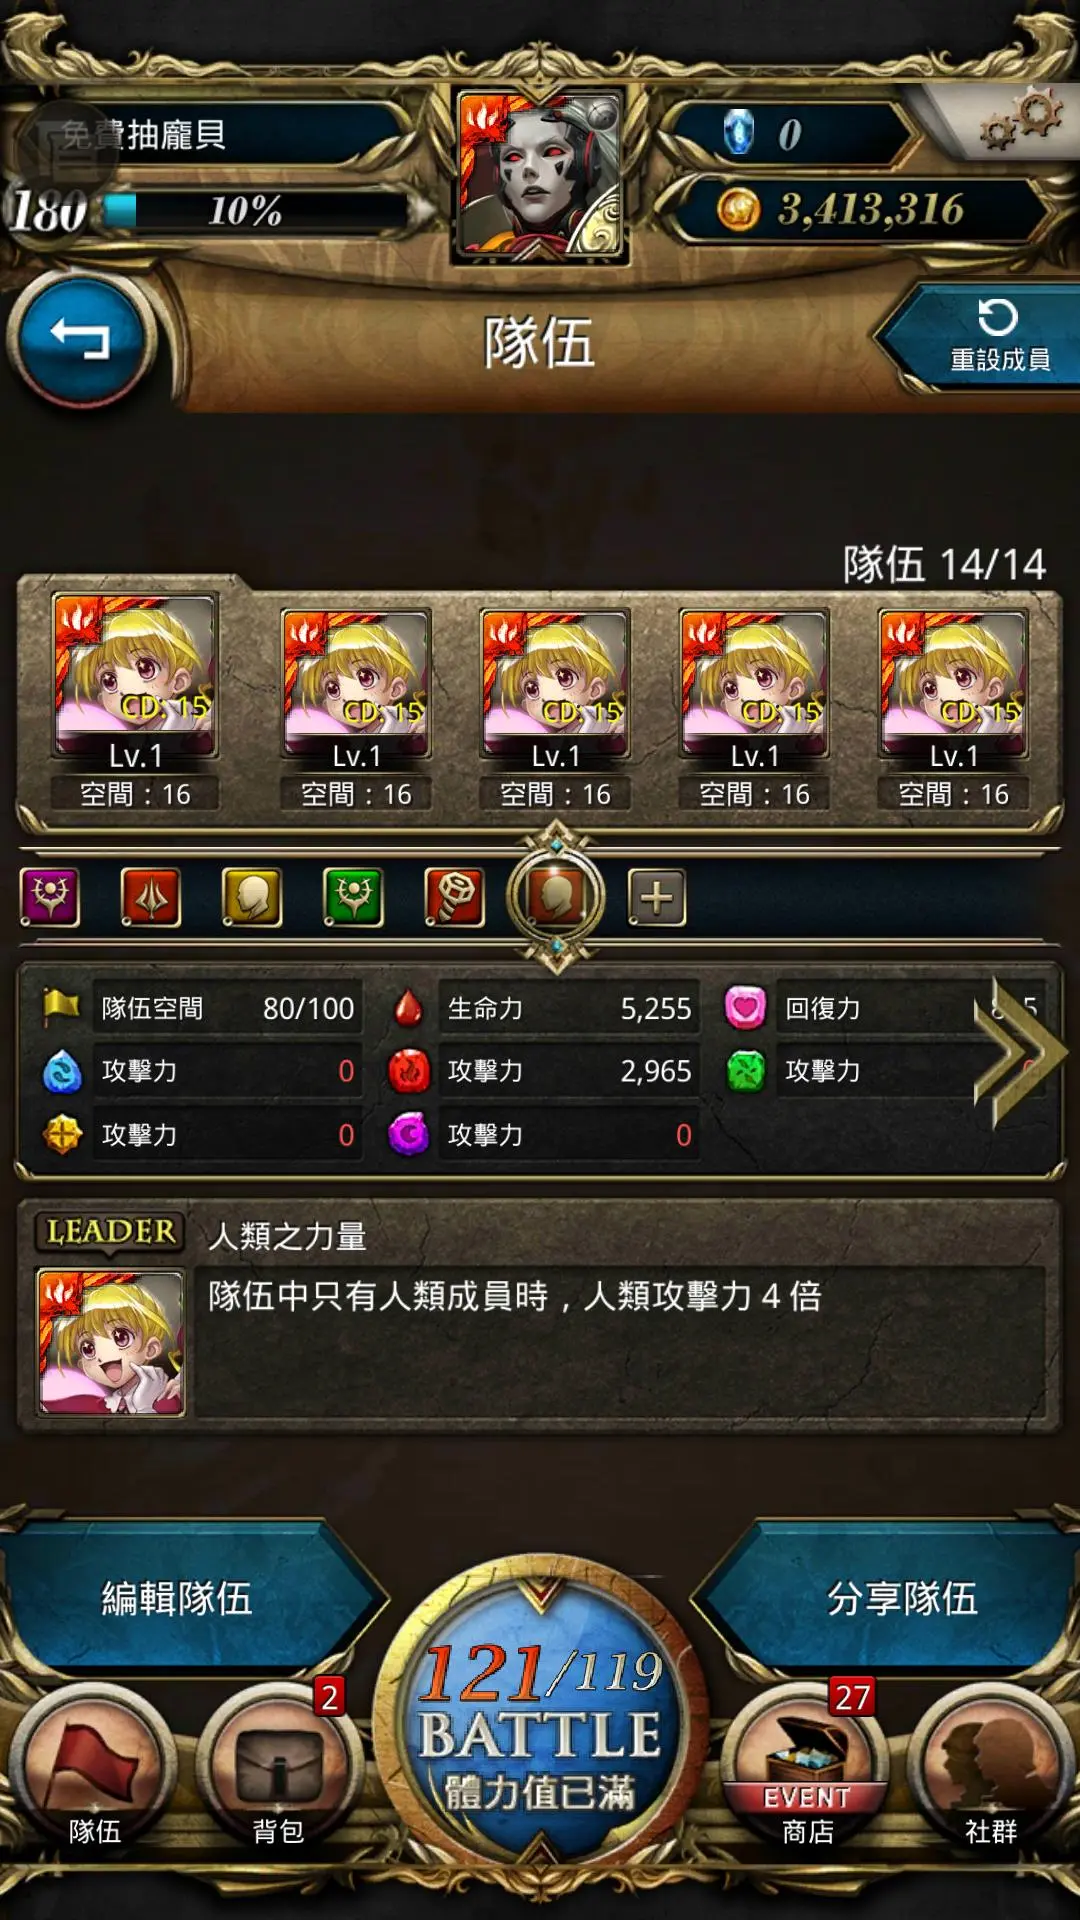 免費抽龐貝
0
180
10%
3,413,316
隊伍
重設成員
隊伍 14/14
CD: 15
CD: 15
CD: 15
CD: 15
CD: 15
Lv.1
Lv.1
Lv.1
Lv.1
Lv.1
空間：16
空間：16
空間：16
空間：16
空間：16
隊伍空間 80/100
生命力 5,255
回復力
攻擊力 0
攻擊力 2,965
攻擊力 0
攻擊力 0
攻擊力 0
LEADER
人類之力量
隊伍中只有人類成員時，人類攻擊力 4 倍
編輯隊伍
分享隊伍
121/119
BATTLE
體力值已滿
2
27
EVENT
隊伍
背包
商店
社群